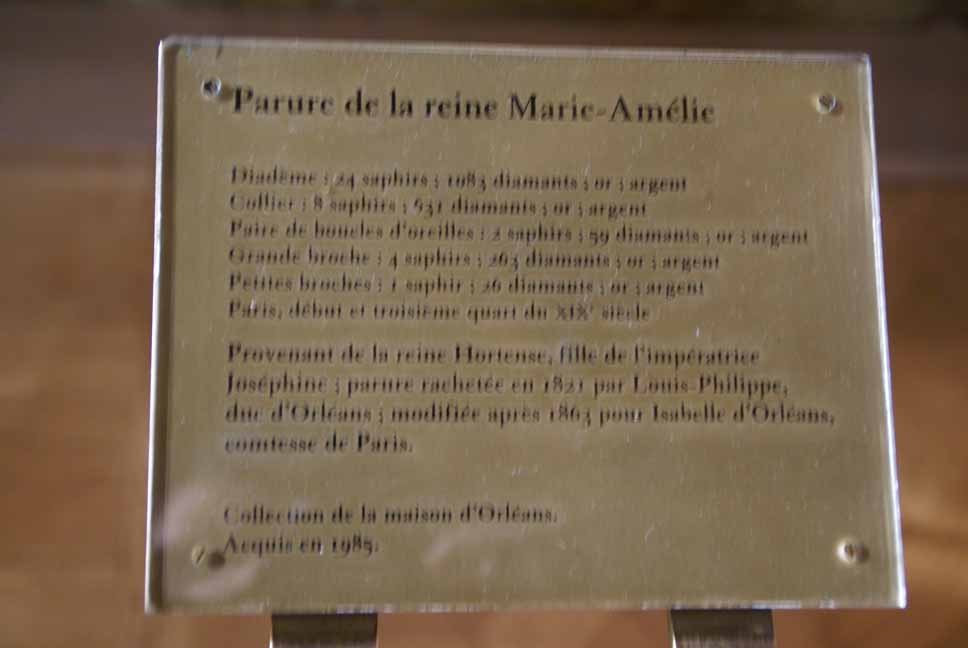 Parure de la reine Marie-Amélie
Diadème : 24 saphirs ; 1083 diamants ; or ; argent
Collier : 8 saphirs ; 631 diamants ; or ; argent
Paire de boucles d'oreilles : 2 saphirs ; 59 diamants ; or ; argent
Grande broche : 4 saphirs ; 263 diamants ; or ; argent
Petites broches : 1 saphir ; 26 diamants ; or ; argent
Paris, début et troisième quart du XIXe siècle
Provenant de la reine Hortense, fille de l'impératrice
Joséphine ; parure rachetée en 1821 par Louis-Philippe,
duc d'Orléans ; modifiée après 1863 pour Isabelle d'Orléans,
comtesse de Paris.
Collection de la maison d'Orléans.
Acquis en 1985.